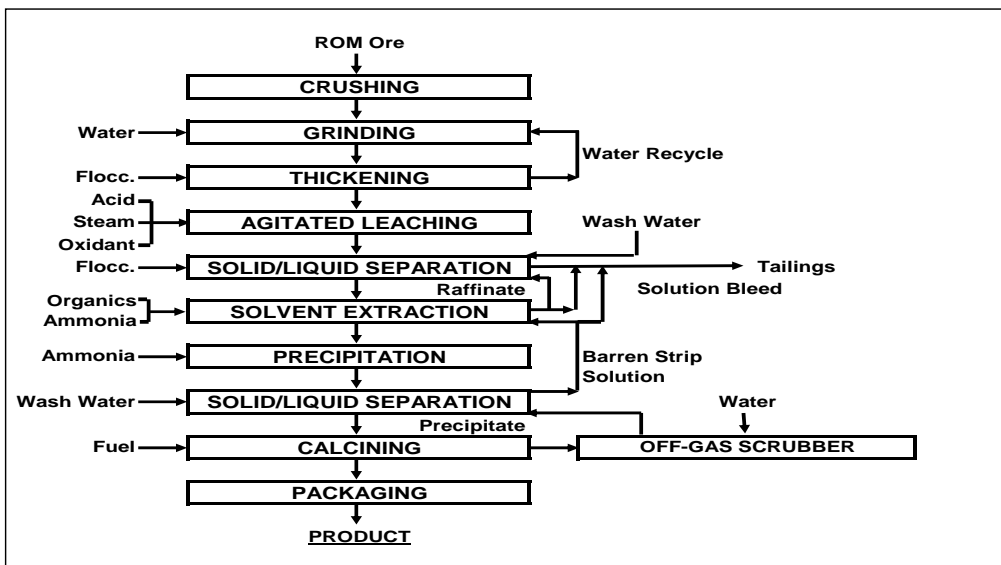 ROM Ore
CRUSHING
Water
GRINDING
Water Recycle
Flocc.
THICKENING
Acid
Steam
Oxidant
AGITATED LEACHING
Wash Water
Flocc.
SOLID/LIQUID SEPARATION
Tailings
Raffinate
Solution Bleed
Organics
Ammonia
SOLVENT EXTRACTION
Ammonia
PRECIPITATION
Barren Strip
Solution
Wash Water
SOLID/LIQUID SEPARATION
Water
Precipitate
Fuel
CALCINING
OFF-GAS SCRUBBER
PACKAGING
PRODUCT